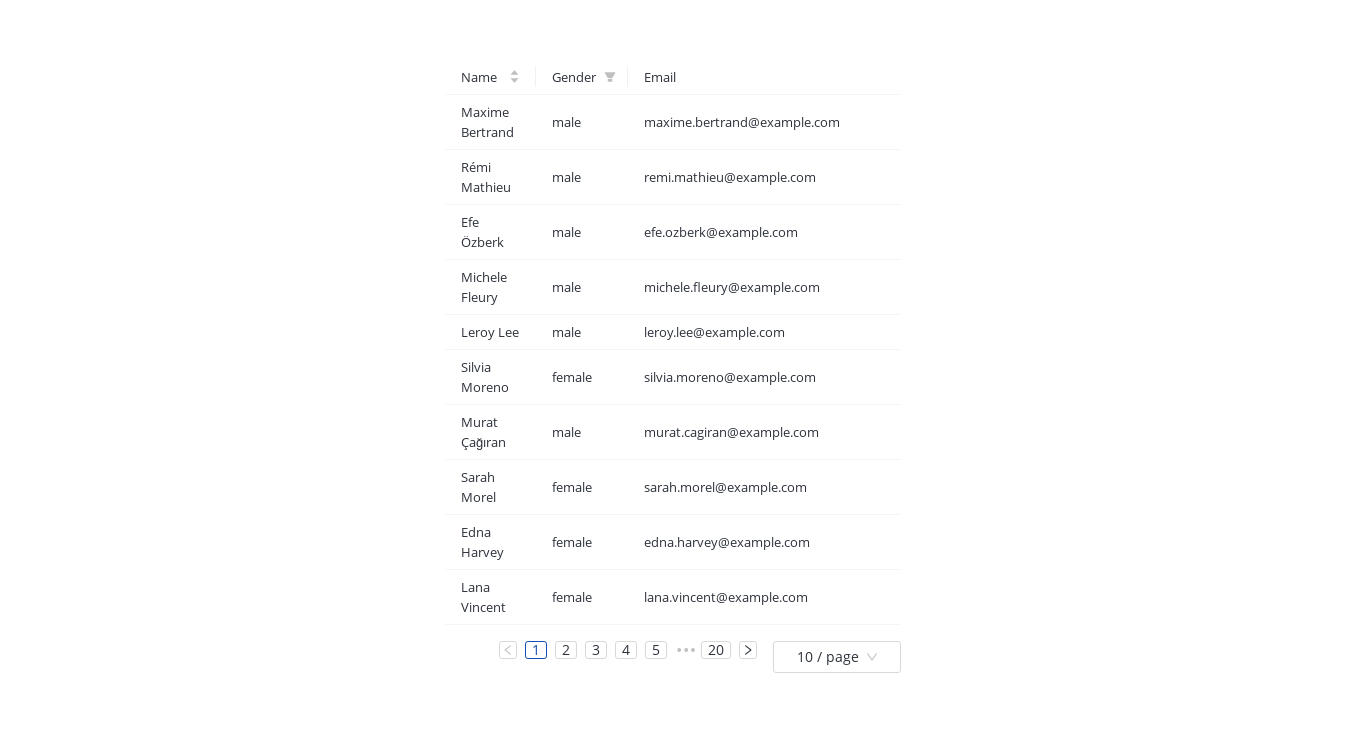 Name Gender Email
Maxime
Bertrand male maxime.bertrand@example.com
Rémi
Mathieu male remi.mathieu@example.com
Efe
Özberk male efe.ozberk@example.com
Michele
Fleury male michele.fleury@example.com
Leroy Lee male leroy.lee@example.com
Silvia
Moreno female silvia.moreno@example.com
Murat
Çağıran male murat.cagiran@example.com
Sarah
Morel female sarah.morel@example.com
Edna
Harvey female edna.harvey@example.com
Lana
Vincent female lana.vincent@example.com
1 2 3 4 5 ••• 20 10 / page